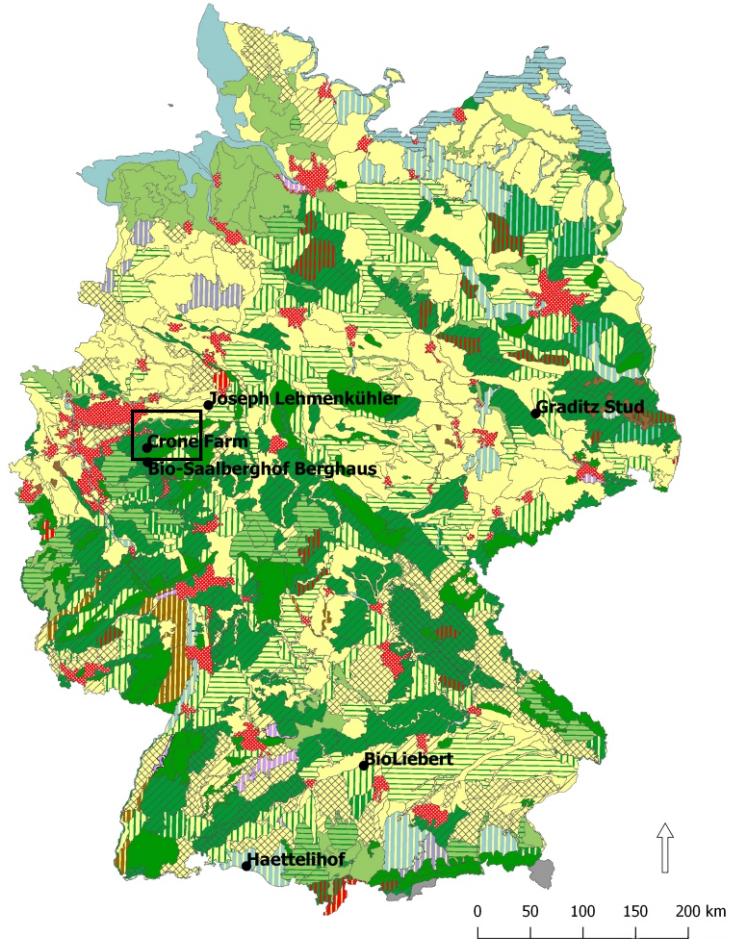 Joseph Lehmenkühler
Graditz Stud
Crone Farm
Bio-Saalberghof Berghaus
BioLiebert
Haettelihof
0 50 100 150 200 km